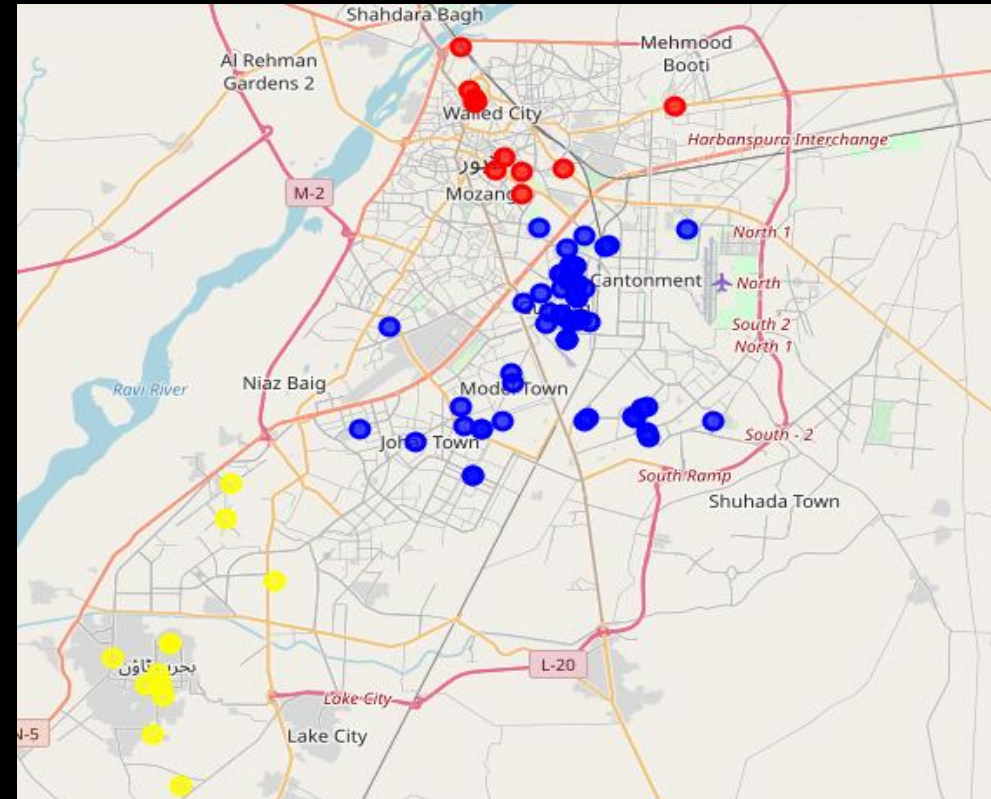 Shahdara Bagh
Mehmood
Booti
Al Rehman
Gardens 2
Walled City
Harbanspura Interchange
M-2
Mozang
North 1
Cantonment
North
South 2
North 1
Niaz Baig
Ravi River
Model Town
Johar Town
South - 2
South Ramp
Shuhada Town
L-20
Lake City
N-5
Lake City